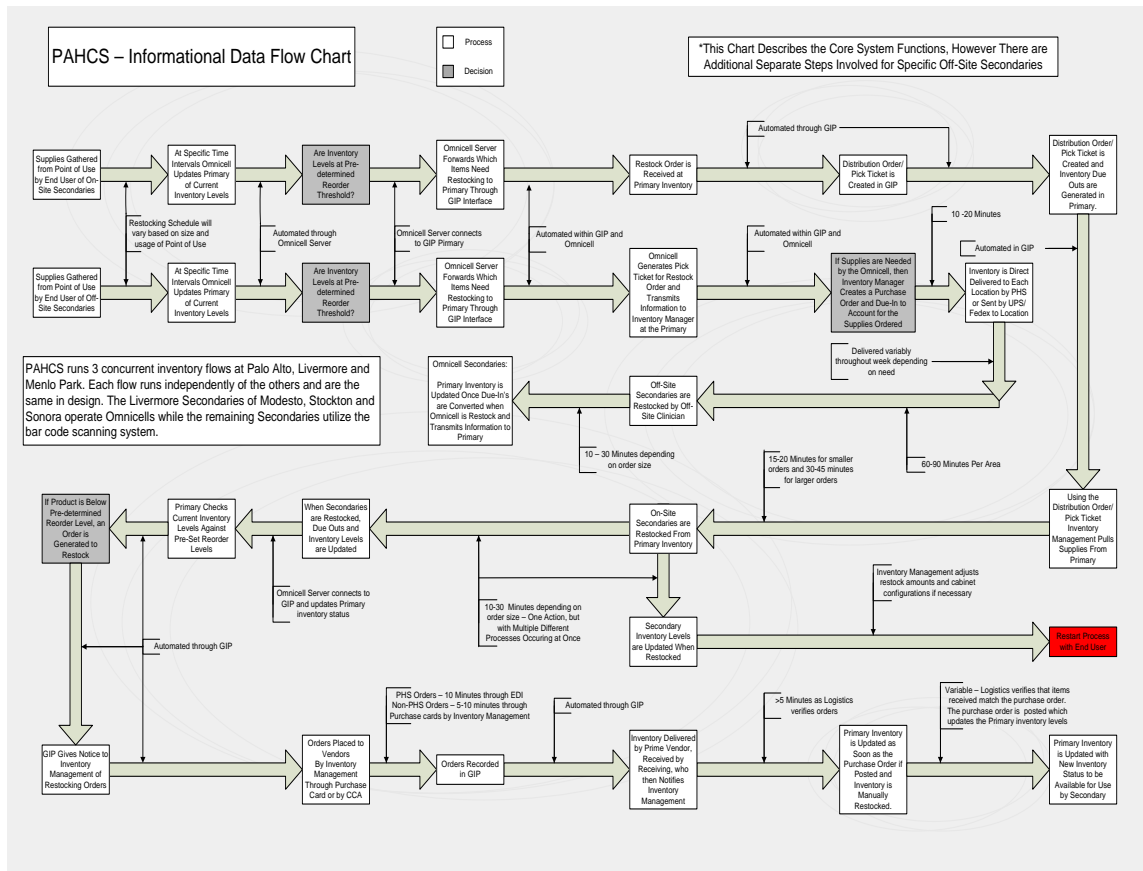 PAHCS – Informational Data Flow Chart
Process
Decision
*This Chart Describes the Core System Functions, However There are
Additional Separate Steps Involved for Specific Off-Site Secondaries
Supplies Gathered
from Point of Use
by End User of On-
Site Secondaries
At Specific Time
Intervals Omnicell
Updates Primary
of Current
Inventory Levels
Are Inventory
Levels at Pre-
determined
Reorder
Threshold?
Omnicell Server
Forwards Which
Items Need
Restocking to
Primary Through
GIP Interface
Restock Order is
Received at
Primary Inventory
Automated through GIP
Distribution Order/
Pick Ticket is
Created in GIP
Distribution Order/
Pick Ticket is
Created and
Inventory Due
Outs are
Generated in
Primary.
Restocking Schedule will
vary based on size and
usage of Point of Use
Automated through
Omnicell Server
Omnicell Server connects
to GIP Pirmary
Automated within GIP and
Omnicell
Automated within GIP and
Omnicell
10 -20 Minutes
Automated in GIP
Supplies Gathered
from Point of Use
by End User of Off-
Site Secondaries
At Specific Time
Intervals Omnicell
Updates Primary
of Current
Inventory Levels
Are Inventory
Levels at Pre-
determined
Reorder
Threshold?
Omnicell Server
Forwards Which
Items Need
Restocking to
Primary Through
GIP Interface
Omnicell
Generates Pick
Ticket for Restock
Order and
Transmits
Information to
Inventory Manager
at the Primary
If Supplies are Needed
by the Omnicell, then
Inventory Manager
Creates a Purchase
Order and Due-In to
Account for the
Supplies Ordered
Inventory is Direct
Delivered to Each
Location by PHS
or Sent by UPS/
Fedex to Location
Delivered variably
throughout week depending
on need
PAHCS runs 3 concurrent inventory flows at Palo Alto, Livermore and
Menlo Park. Each flow runs independently of the others and are the
same in design. The Livermore Secondaries of Modesto, Stockton and
Sonora operate Omnicells while the remaining Secondaries utilize the
bar code scanning system.
Omnicell Secondaries:
Primary Inventory is
Updated Once Due-In's
are Converted when
Omnicell is Restock and
Transmits Information to
Primary
Off-Site
Secondaries are
Restocked by Off-
Site Clinician
10 – 30 Minutes depending
on order size
15-20 Minutes for smaller
orders and 30-45 minutes
for larger orders
60-90 Minutes Per Area
If Product is Below
Pre-determined
Reorder Level, an
Order is
Generated to
Restock
Primary Checks
Current Inventory
Levels Against
Pre-Set Reorder
Levels
When Secondaries
are Restocked,
Due Outs and
Inventory Levels
are Updated
On-Site
Secondaries are
Restocked From
Primary Inventory
Using the
Distribution Order/
Pick Ticket
Inventory
Management Pulls
Supplies From
Primary
Omnicell Server connects to
GIP and updates Primary
inventory status
10-30 Minutes depending on
order size – One Action, but
with Multiple Different
Processes Occuring at Once
Inventory Management adjusts
restock amounts and cabinet
configurations if necessary
Automated through GIP
Secondary
Inventory Levels
are Updated When
Restocked
Restart Process
with End User
PHS Orders – 10 Minutes through EDI
Non-PHS Orders – 5-10 minutes through
Purchase cards by Inventory Management
Automated through GIP
>5 Minutes as Logistics
verifies orders
Variable – Logistics verifies that items
received match the purchase order.
The purchase order is posted which
updates the Primary inventory levels
GIP Gives Notice to
Inventory
Management of
Restocking Orders
Orders Placed to
Vendors
By Inventory
Management
Through Purchase
Card or by CCA
Orders Recorded
in GIP
Inventory Delivered
by Prime Vendor,
Received by
Receiving, who
then Notifies
Inventory
Management
Primary Inventory
is Updated as
Soon as the
Purchase Order if
Posted and
Inventory is
Manually
Restocked.
Primary Inventory
is Updated with
New Inventory
Status to be
Available for Use
by Secondary